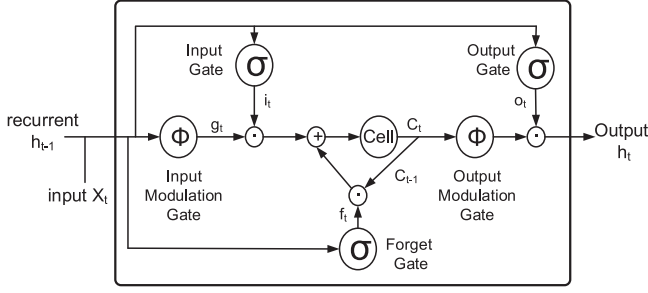 Input
Gate
σ
i_t
Output
Gate
σ
o_t
recurrent
h_t-1
input X_t
Φ
g_t
·
+
Cell
C_t
Φ
·
Output
h_t
Input
Modulation
Gate
C_t-1
·
f_t
σ
Forget
Gate
Output
Modulation
Gate